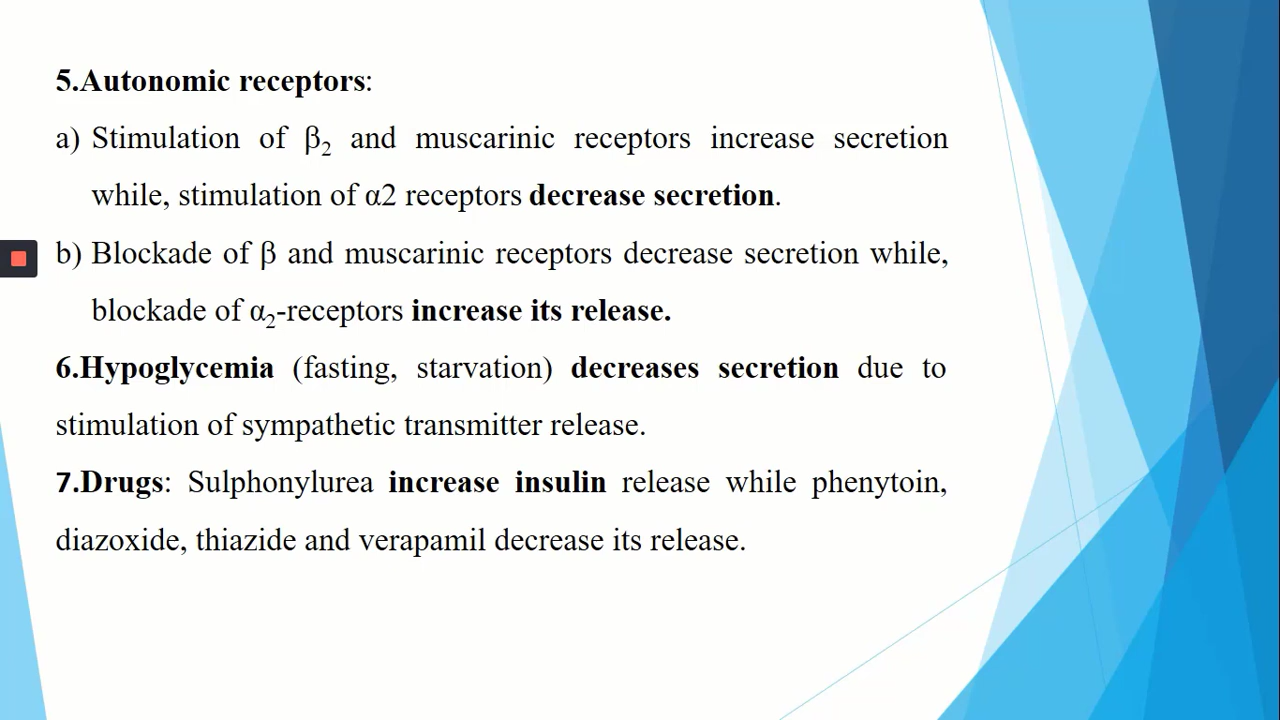 5.Autonomic receptors:
a) Stimulation of β₂ and muscarinic receptors increase secretion
while, stimulation of α2 receptors decrease secretion.
b) Blockade of β and muscarinic receptors decrease secretion while,
blockade of α₂-receptors increase its release.
6.Hypoglycemia (fasting, starvation) decreases secretion due to
stimulation of sympathetic transmitter release.
7.Drugs: Sulphonylurea increase insulin release while phenytoin,
diazoxide, thiazide and verapamil decrease its release.